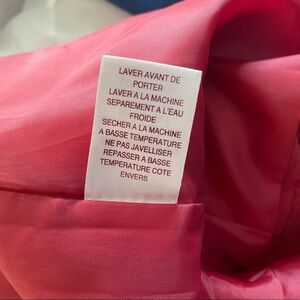 LAVER AVANT DE
PORTER
LAVER A LA MACHINE
SEPAREMENT A L'EAU
FROIDE
SECHER A LA MACHINE
A BASSE TEMPERATURE
NE PAS JAVELLISER
REPASSER A BASSE
TEMPERATURE COTE
ENVERS